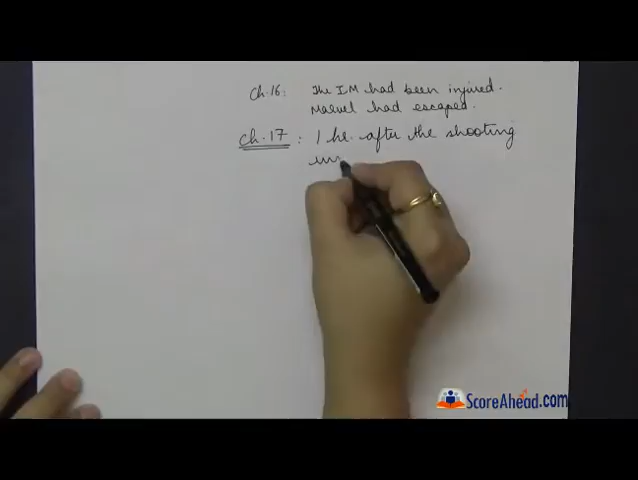 Ch.16: The IM had been injured.
Marvel had escaped.
Ch.17 : 1 hr. after the shooting
ScoreAhead.com